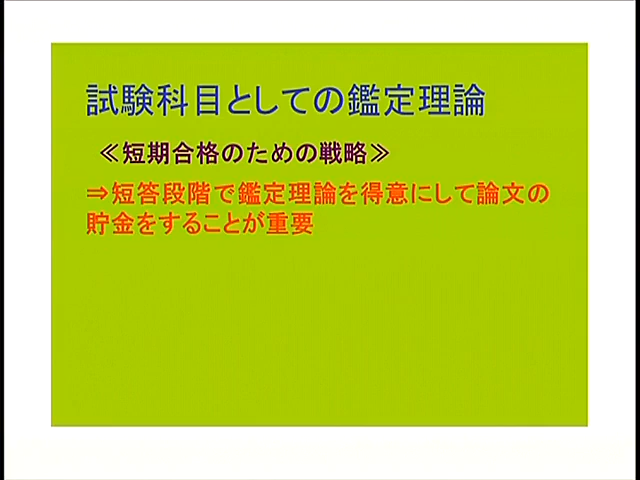 試験科目としての鑑定理論
≪短期合格のための戦略≫
⇒短答段階で鑑定理論を得意にして論文の
貯金をすることが重要